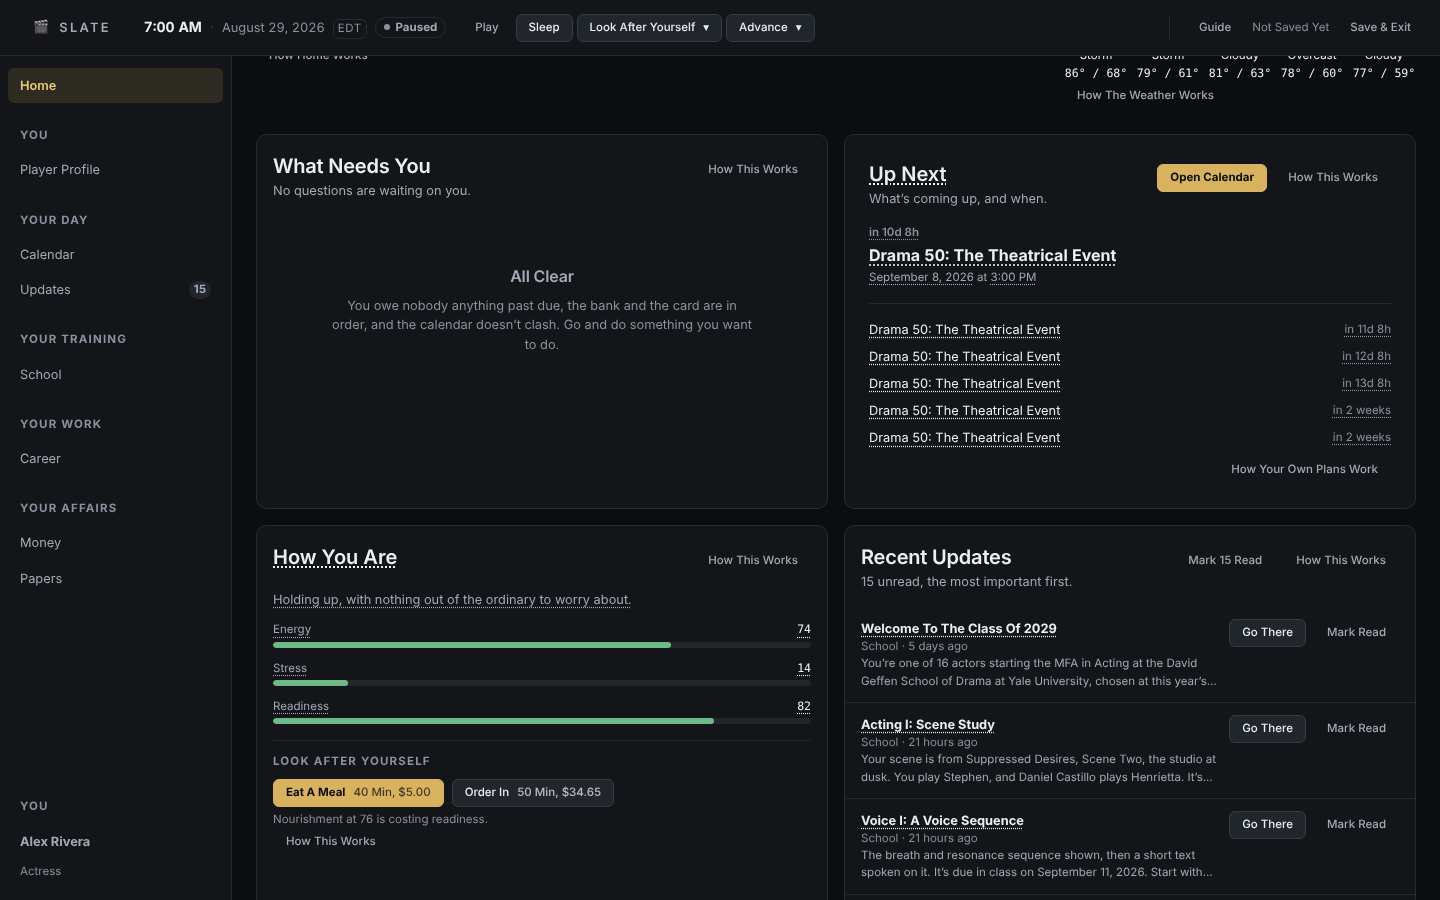 SLATE
7:00 AM · August 29, 2026 EDT Paused Play Sleep Look After Yourself ▾ Advance ▾ Guide Not Saved Yet Save & Exit
Home
YOU
Player Profile
YOUR DAY
Calendar
Updates 15
YOUR TRAINING
School
YOUR WORK
Career
YOUR AFFAIRS
Money
Papers
YOU
Alex Rivera
Actress
How Home Works
Storm Storm Cloudy Overcast Cloudy
86° / 68° 79° / 61° 81° / 63° 78° / 60° 77° / 59°
How The Weather Works
What Needs You How This Works
No questions are waiting on you.
All Clear
You owe nobody anything past due, the bank and the card are in
order, and the calendar doesn't clash. Go and do something you want
to do.
Up Next Open Calendar How This Works
What's coming up, and when.
in 10d 8h
Drama 50: The Theatrical Event
September 8, 2026 at 3:00 PM
Drama 50: The Theatrical Event in 11d 8h
Drama 50: The Theatrical Event in 12d 8h
Drama 50: The Theatrical Event in 13d 8h
Drama 50: The Theatrical Event in 2 weeks
Drama 50: The Theatrical Event in 2 weeks
How Your Own Plans Work
How You Are How This Works
Holding up, with nothing out of the ordinary to worry about.
Energy 74
Stress 14
Readiness 82
LOOK AFTER YOURSELF
Eat A Meal 40 Min, $5.00 Order In 50 Min, $34.65
Nourishment at 76 is costing readiness.
How This Works
Recent Updates Mark 15 Read How This Works
15 unread, the most important first.
Welcome To The Class Of 2029 Go There Mark Read
School · 5 days ago
You're one of 16 actors starting the MFA in Acting at the David
Geffen School of Drama at Yale University, chosen at this year's...
Acting I: Scene Study Go There Mark Read
School · 21 hours ago
Your scene is from Suppressed Desires, Scene Two, the studio at
dusk. You play Stephen, and Daniel Castillo plays Henrietta. It's...
Voice I: A Voice Sequence Go There Mark Read
School · 21 hours ago
The breath and resonance sequence shown, then a short text
spoken on it. It's due in class on September 11, 2026. Start with...